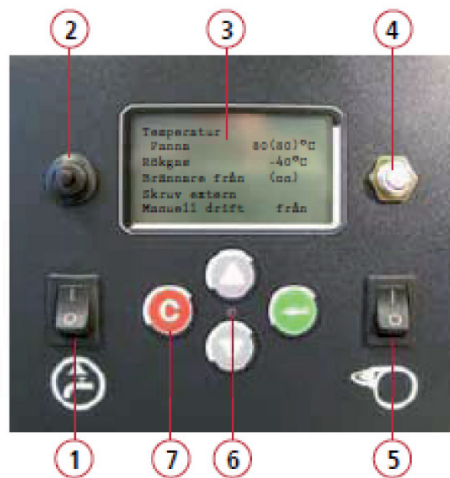 2
3
4
Temperatur
Panna 80(80)°C
Rökgas -40°C
Brännare från (on)
Skruv extern
Manuell drift från
I
O
C
I
O
1
7
6
5